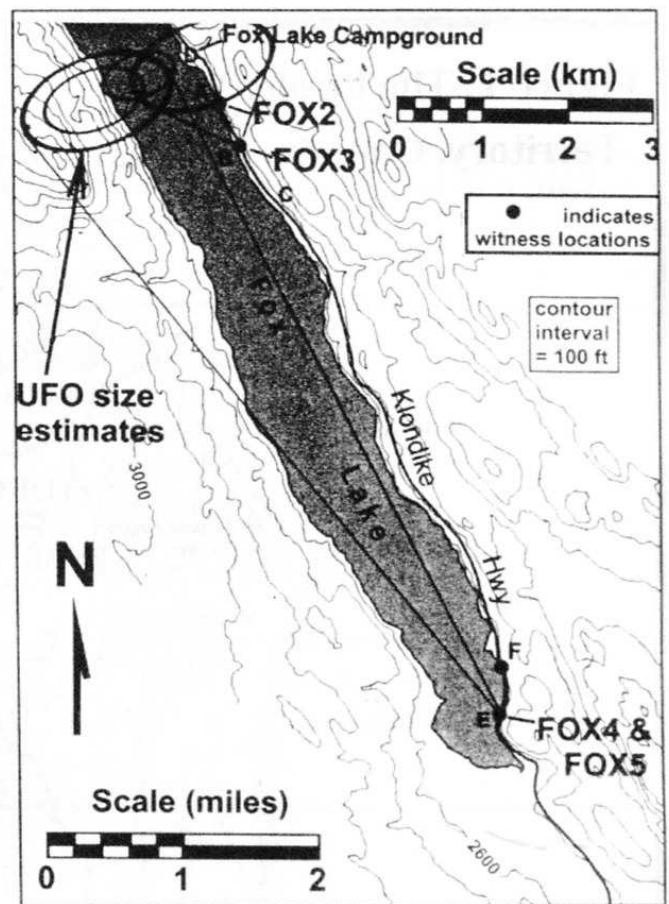 Fox Lake Campground
D
Scale (km)
0 1 2 3
FOX2
B
FOX3
C
A
indicates
witness locations
Fox
contour
interval
= 100 ft
UFO size
estimates
Klondike
3000
Lake
N
Hwy
F
E
FOX4 &
FOX5
Scale (miles)
0 1 2
2600